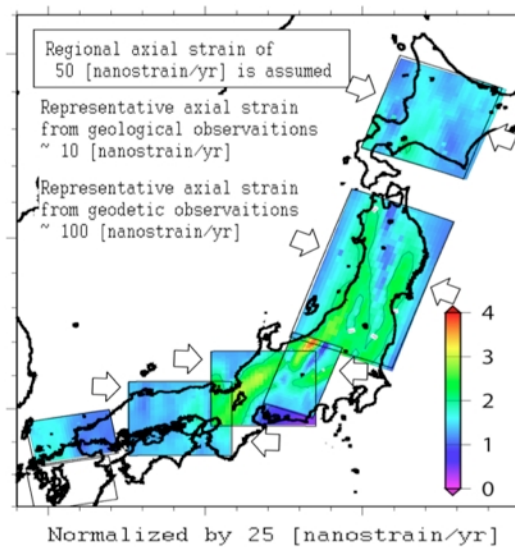 Regional axial strain of
50 [nanostrain/yr] is assumed
Representative axial strain
from geological observaitions
~ 10 [nanostrain/yr]
Representative axial strain
from geodetic observaitions
~ 100 [nanostrain/yr]
4
3
2
1
0
Normalized by 25 [nanostrain/yr]